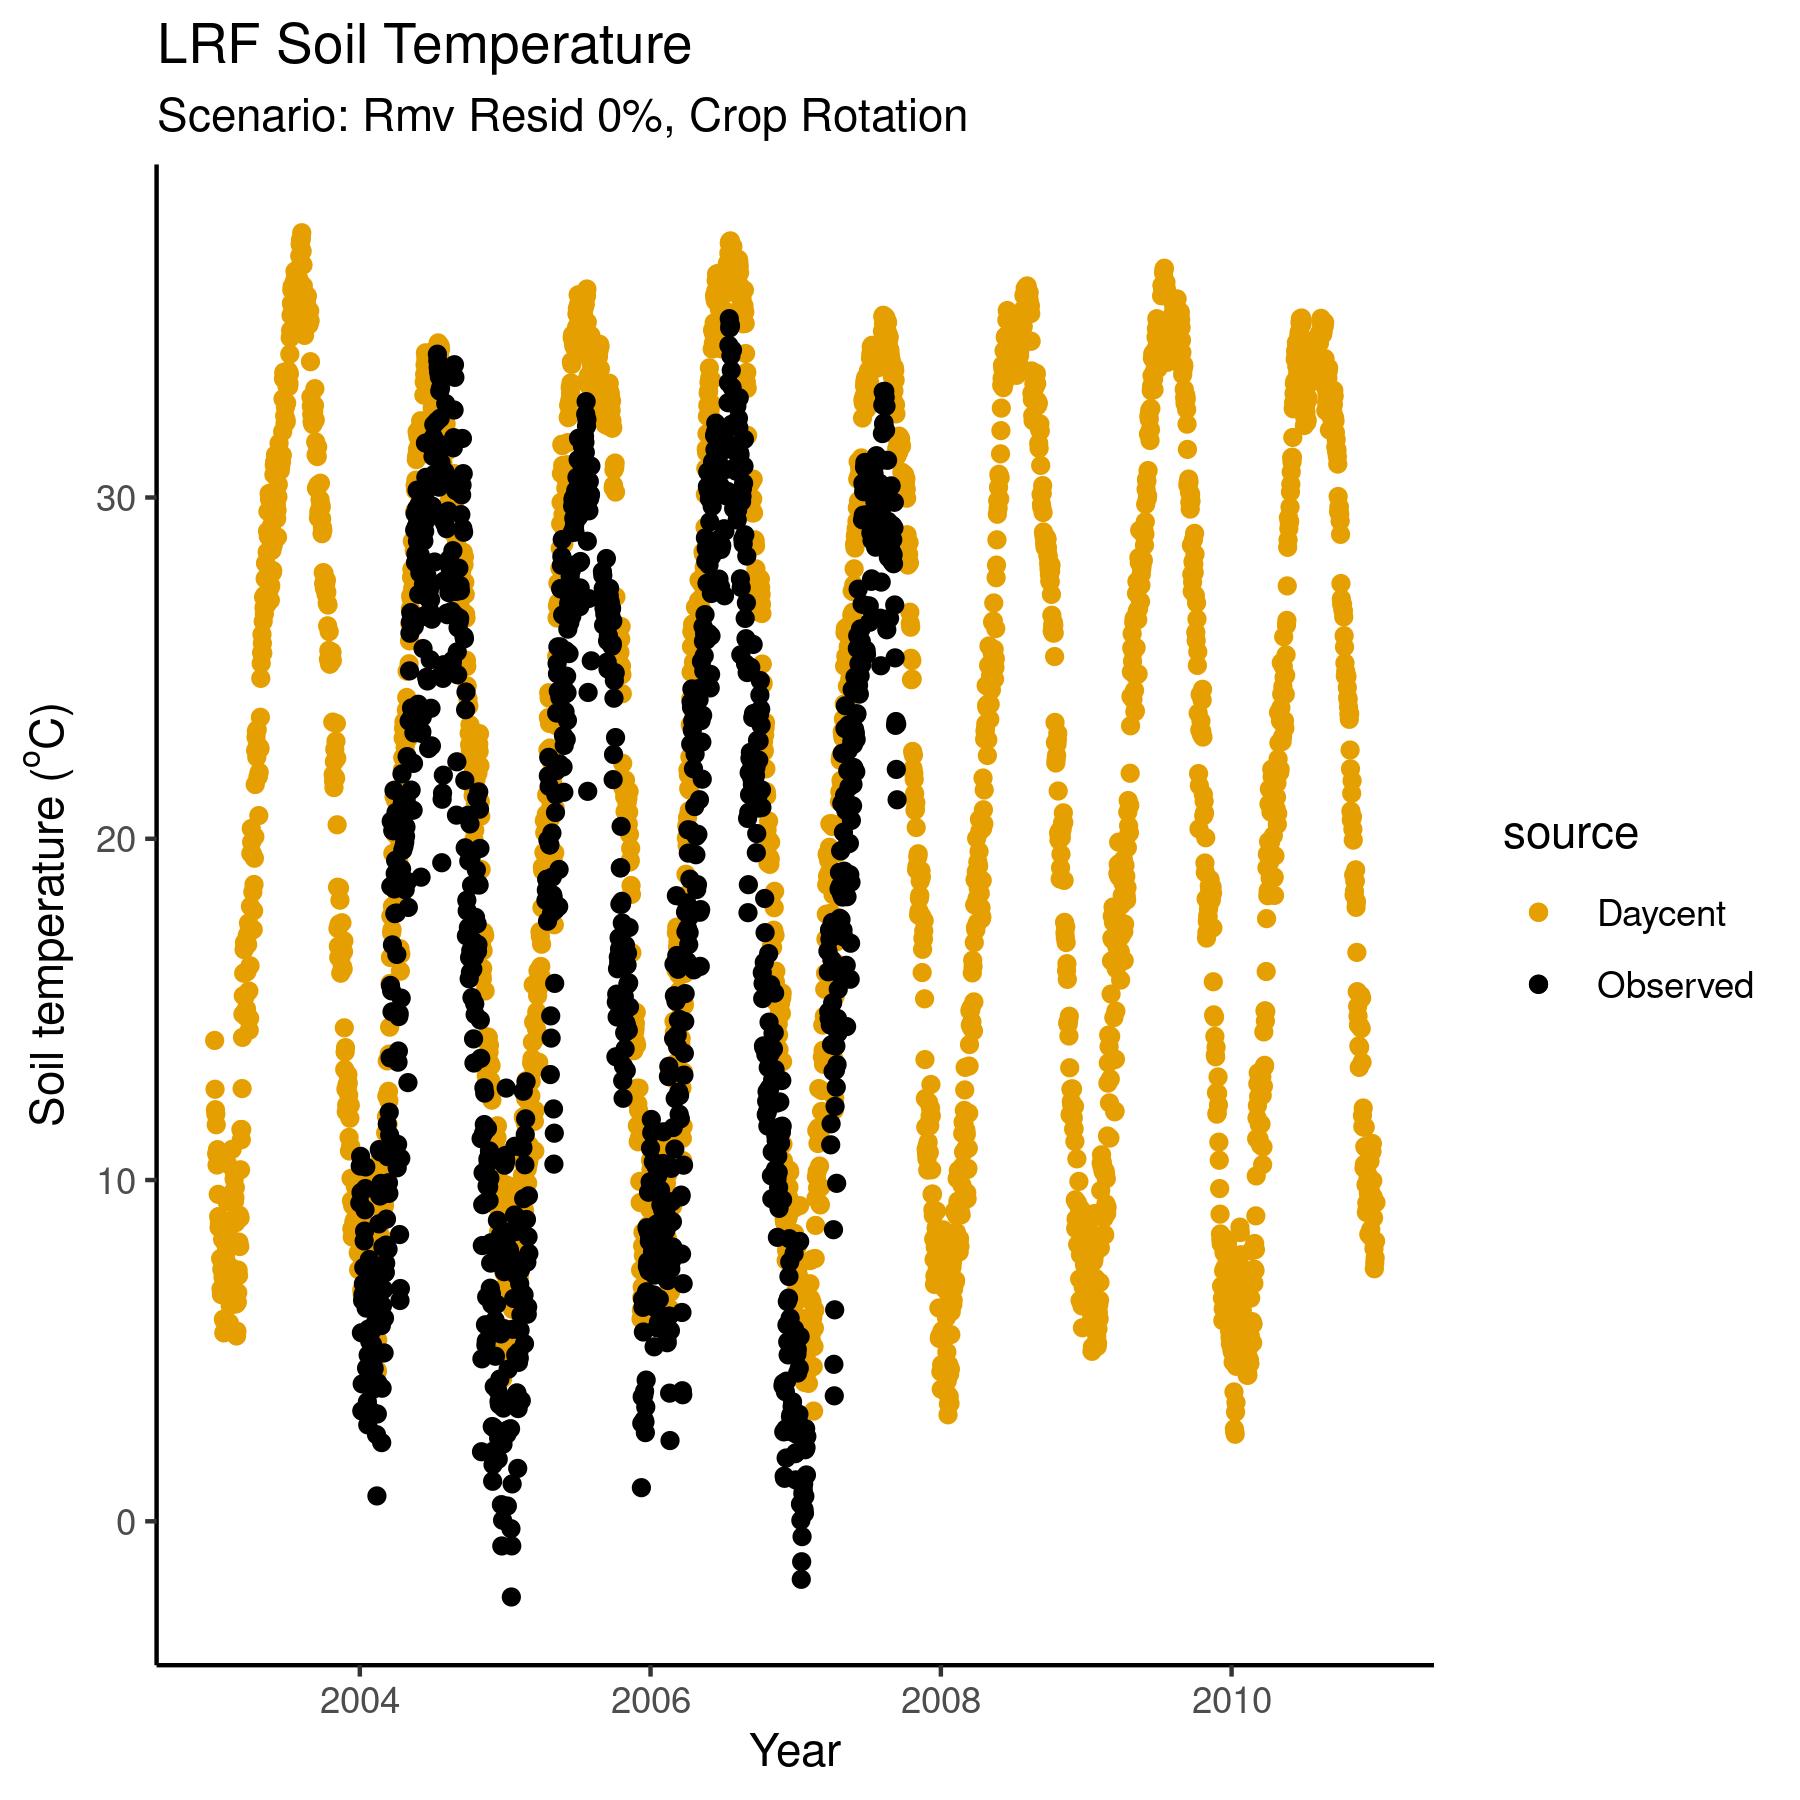 LRF Soil Temperature
Scenario: Rmv Resid 0%, Crop Rotation
Soil temperature (°C)
30
20
10
0
2004 2006 2008 2010
Year
source
Daycent
Observed